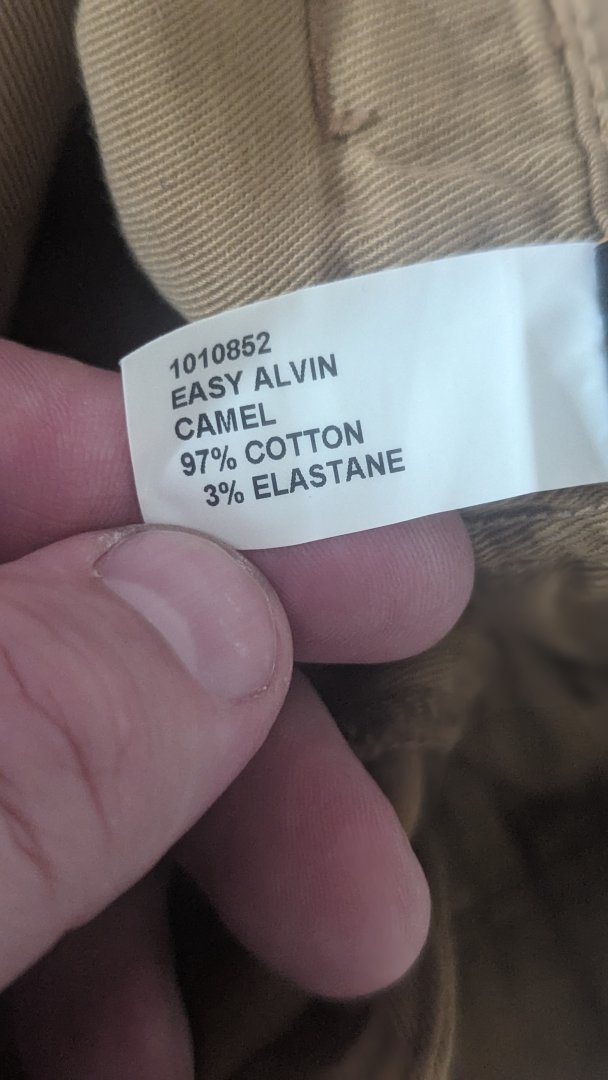 1010852
EASY ALVIN
CAMEL
97% COTTON
3% ELASTANE